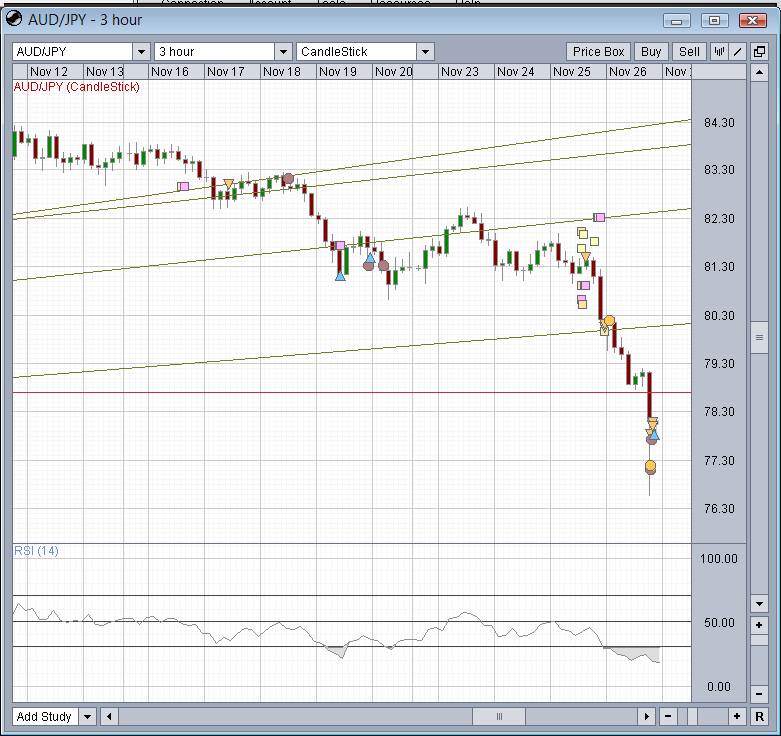 AUD/JPY - 3 hour
AUD/JPY 3 hour CandleStick Price Box Buy Sell
Nov 12 Nov 13 Nov 16 Nov 17 Nov 18 Nov 19 Nov 20 Nov 23 Nov 24 Nov 25 Nov 26 Nov
AUD/JPY (CandleStick)
84.30
83.30
82.30
81.30
80.30
79.30
78.30
77.30
76.30
RSI (14)
100.00
50.00
0.00
Add Study R